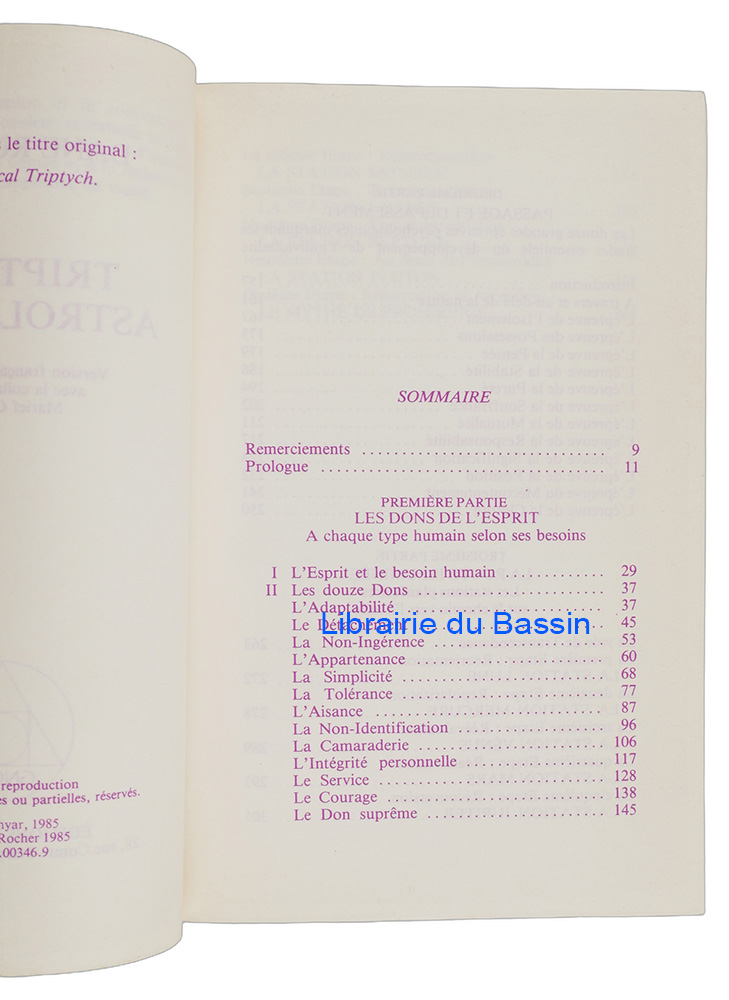 le titre original :
cal Triptych.
reproduction
es ou partielles, réservés.
nyar, 1985
Rocher 1985
.00346.9
SOMMAIRE
Remerciements .............................. 9
Prologue .................................. 11
PREMIÈRE PARTIE
LES DONS DE L'ESPRIT
A chaque type humain selon ses besoins
I L'Esprit et le besoin humain ............. 29
II Les douze Dons ......................... 37
L'Adaptabilité .......................... 37
Le Détachement ......................... 45
La Non-Ingérence ....................... 53
L'Appartenance ......................... 60
La Simplicité .......................... 68
La Tolérance ........................... 77
L'Aisance .............................. 87
La Non-Identification ................... 96
La Camaraderie ........................ 106
L'Intégrité personnelle ................. 117
Le Service ............................. 128
Le Courage ............................ 138
Le Don suprême ....................... 145
Librairie du Bassin